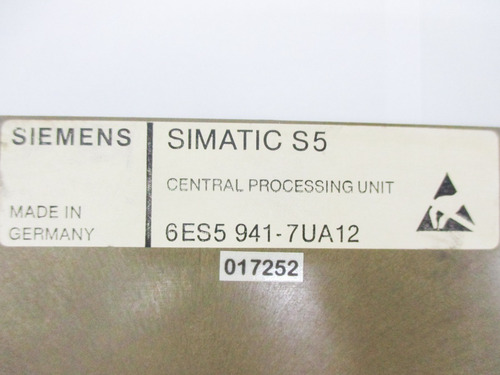 SIEMENS
SIMATIC S5
CENTRAL PROCESSING UNIT
MADE IN
GERMANY
6ES5 941-7UA12
017252